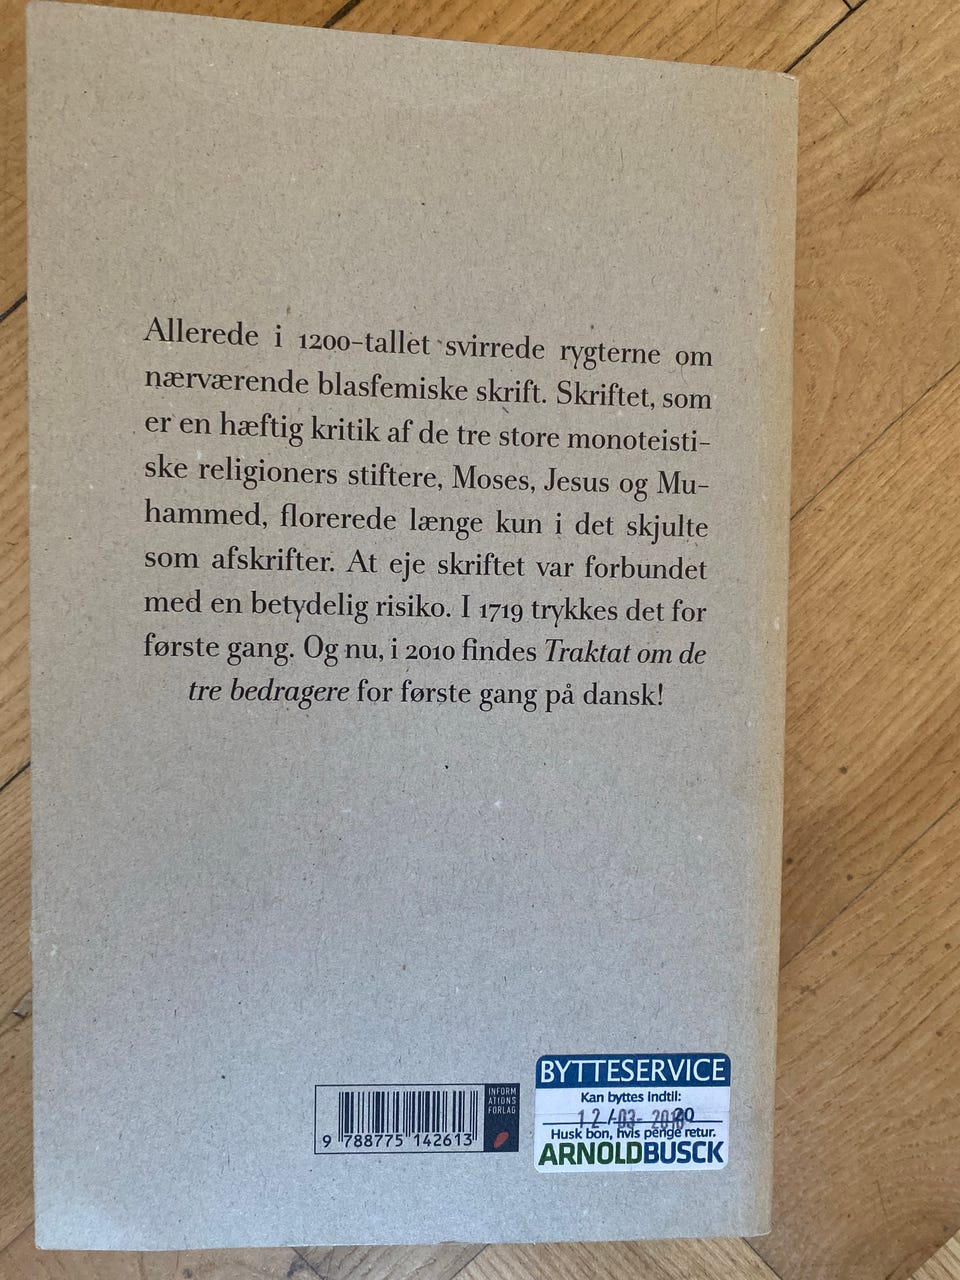 Allerede i 1200-tallet svirrede rygterne om
nærværende blasfemiske skrift. Skriftet, som
er en hæftig kritik af de tre store monoteisti-
ske religioners stiftere, Moses, Jesus og Mu-
hammed, florerede længe kun i det skjulte
som afskrifter. At eje skriftet var forbundet
med en betydelig risiko. I 1719 trykkes det for
første gang. Og nu, i 2010 findes Traktat om de
tre bedragere for første gang på dansk!
INFORM
ATIONS
FORLAG
9 788775 142613
BYTTESERVICE
Kan byttes indtil:
12/-03-
Husk bon, hvis penge retur.
ARNOLDBUSCK